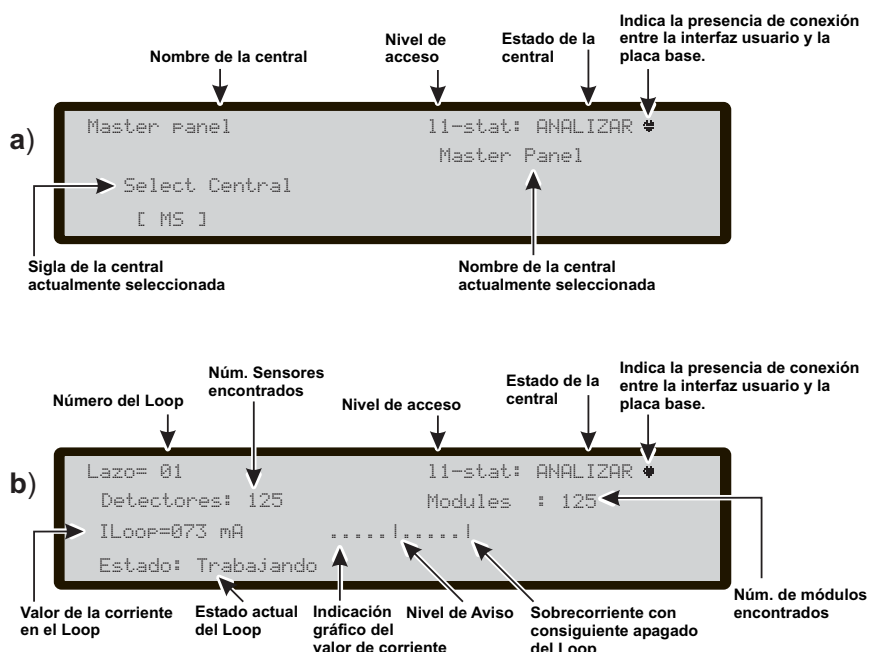 Indica la presencia de conexión
entre la interfaz usuario y la
placa base.
Nombre de la central
Nivel de
acceso
Estado de la
central
a)
Master panel l1-stat: ANALIZAR
Master Panel
Select Central
[ MS ]
Sigla de la central
actualmente seleccionada
Nombre de la central
actualmente seleccionada
Indica la presencia de conexión
entre la interfaz usuario y la
placa base.
Núm. Sensores
encontrados
Estado de la
central
Número del Loop
Nivel de acceso
b)
Lazo= 01 l1-stat: ANALIZAR
Detectores: 125 Modules : 125
ILoop=073 mA .....|.....|
Estado: Trabajando
Valor de la corriente
en el Loop
Estado actual
del Loop
Indicación
gráfico del
valor de corriente
Nivel de Aviso
Sobrecorriente con
consiguiente apagado
del Loop
Núm. de módulos
encontrados